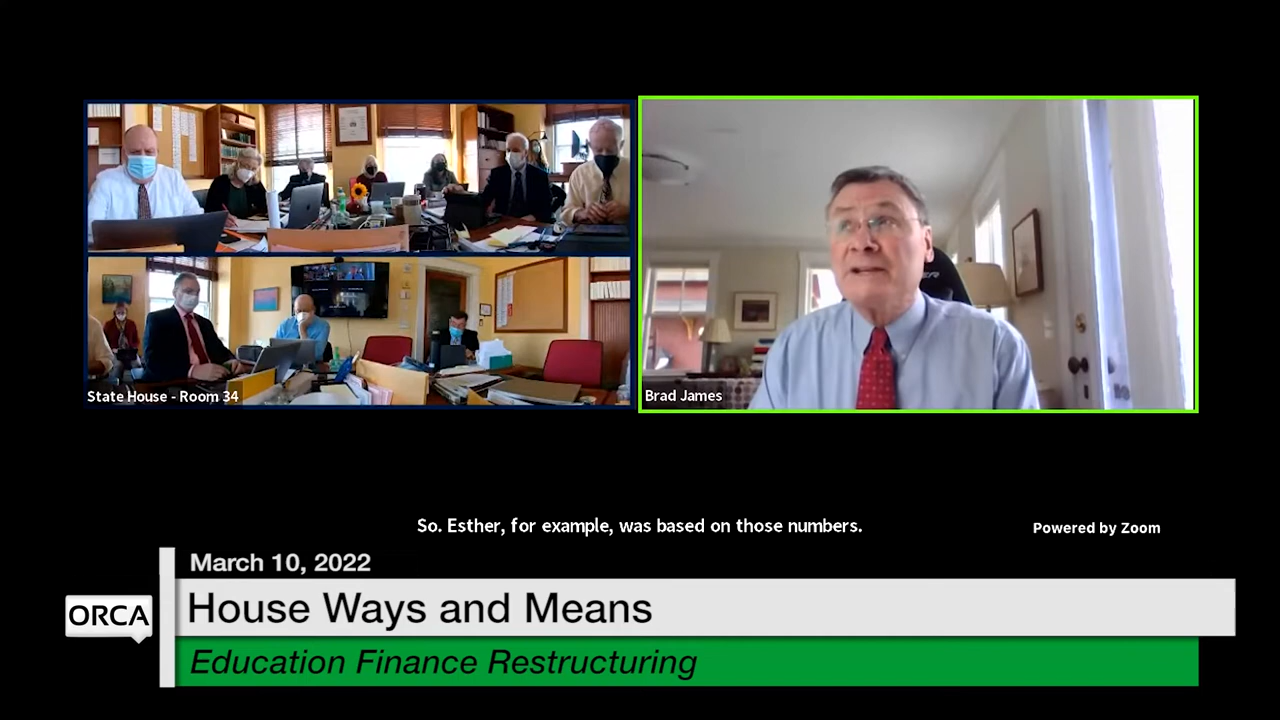 State House - Room 34
Brad James
So. Esther, for example, was based on those numbers.
Powered by Zoom
March 10, 2022
ORCA
House Ways and Means
Education Finance Restructuring